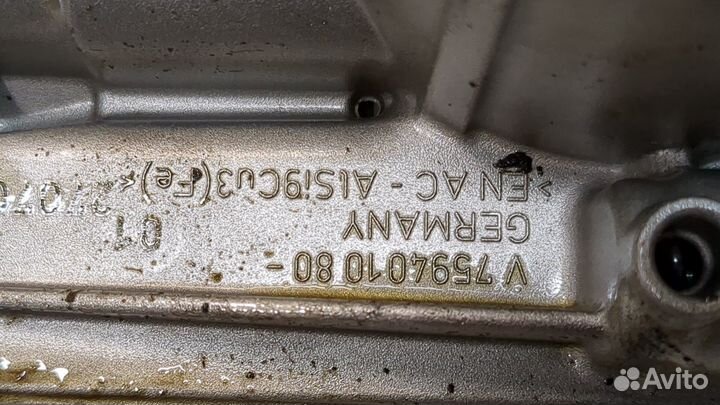 V 7594010 80 -
GERMANY 01
>EN AC - AlSi9Cu3(Fe)<
Avito